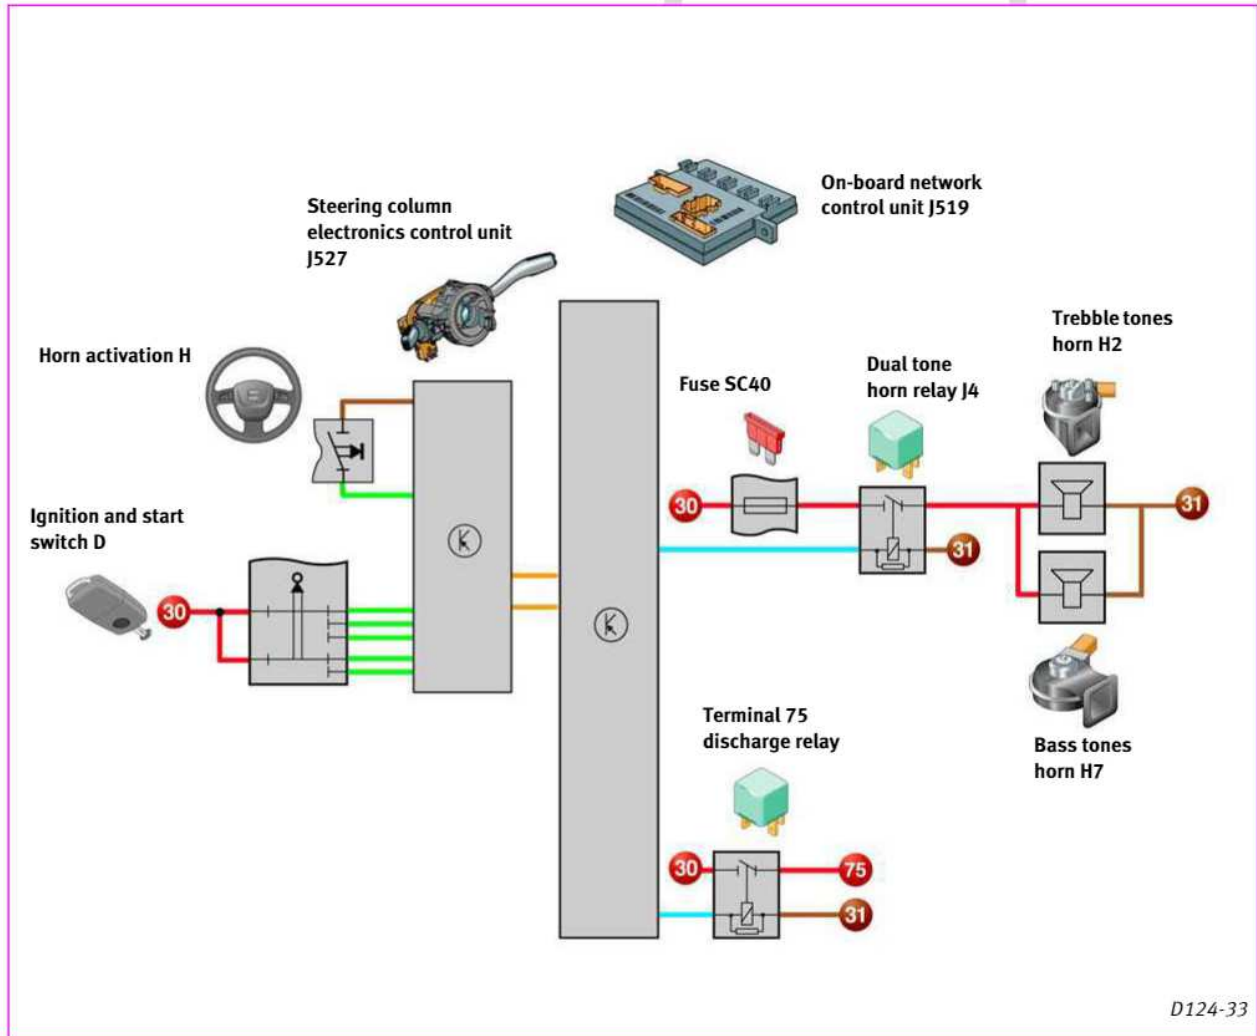 On-board network
control unit J519
Steering column
electronics control unit
J527
Horn activation H
Ignition and start
switch D
30
Fuse SC40
Dual tone
horn relay J4
Trebble tones
horn H2
30
31
31
Bass tones
horn H7
Terminal 75
discharge relay
30
75
31
D124-33